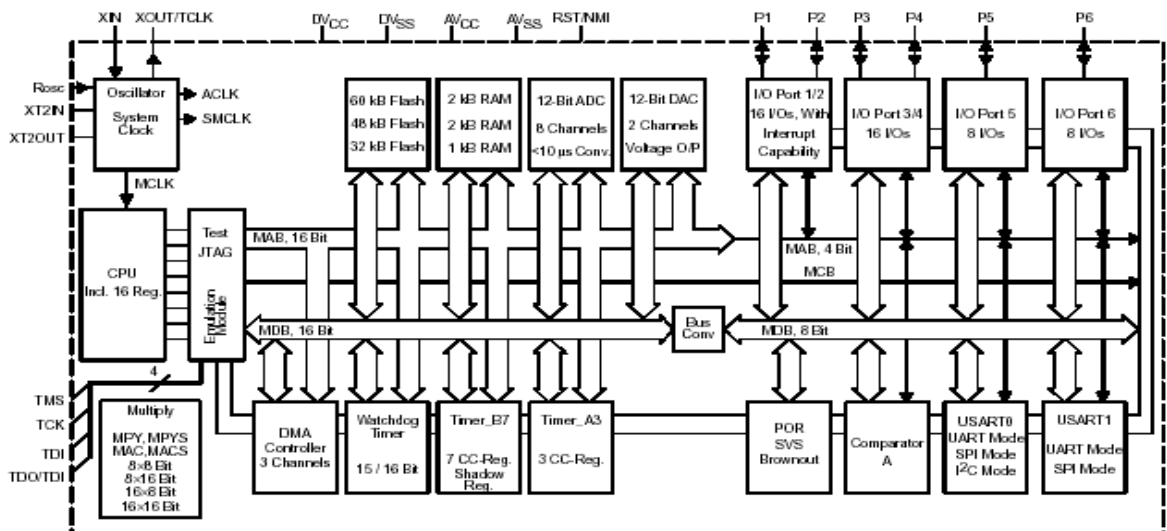 XIN XOUT/TCLK DVCC DVSS AVCC AVSS RST/NMI P1 P2 P3 P4 P5 P6
Rosc
XT2IN
XT2OUT
Oscillator
System
Clock
ACLK
SMCLK
MCLK
60 kB Flash
48 kB Flash
32 kB Flash
2 kB RAM
2 kB RAM
1 kB RAM
12-Bit ADC
8 Channels
<10 µs Conv.
12-Bit DAC
2 Channels
Voltage O/P
I/O Port 1/2
16 I/Os, With
Interrupt
Capability
I/O Port 3/4
16 I/Os
I/O Port 5
8 I/Os
I/O Port 6
8 I/Os
CPU
Incl. 16 Reg.
Test
JTAG
Emulation
Module
MAB, 16 Bit
MAB, 4 Bit
MCB
MDB, 16 Bit
Bus
Conv
MDB, 8 Bit
4
TMS
TCK
TDI
TDO/TDI
Multiply
MPY, MPYS
MAC,MACS
8×8 Bit
8×16 Bit
16×8 Bit
16×16 Bit
DMA
Controller
3 Channels
Watchdog
Timer
15 / 16 Bit
Timer_B7
7 CC-Reg.
Shadow
Reg.
Timer_A3
3 CC-Reg.
POR
SVS
Brownout
Comparator
A
USART0
UART Mode
SPI Mode
I²C Mode
USART1
UART Mode
SPI Mode